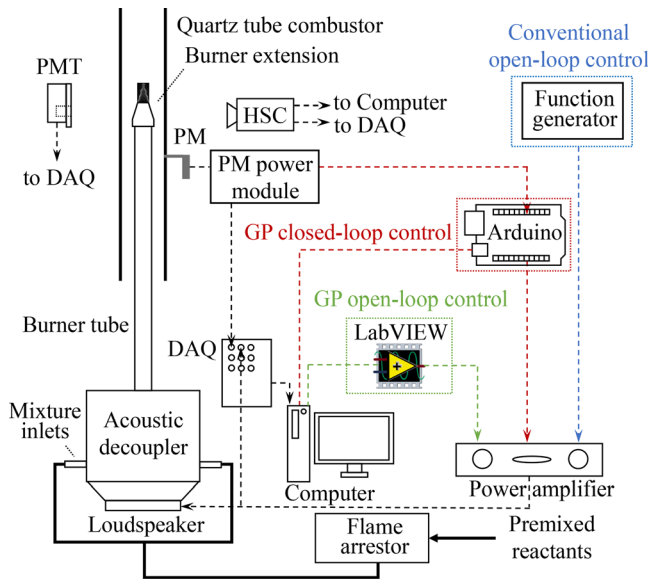 Quartz tube combustor
Burner extension
Conventional
open-loop control
PMT
Function
generator
HSC
to Computer
to DAQ
PM
to DAQ
PM power
module
GP closed-loop control
Arduino
GP open-loop control
LabVIEW
Burner tube
DAQ
Mixture
inlets
Acoustic
decoupler
Computer
Power amplifier
Loudspeaker
Flame
arrestor
Premixed
reactants